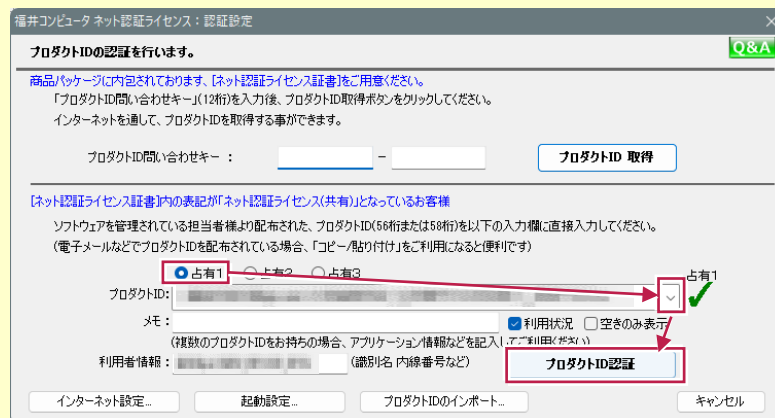 福井コンピュータ ネット認証ライセンス：認証設定
プロダクトIDの認証を行います。
Q&A
商品パッケージに内包されております、[ネット認証ライセンス証書]をご用意ください。
「プロダクトID問い合わせキー」(12桁)を入力後、プロダクトID取得ボタンをクリックしてください。
インターネットを通して、プロダクトIDを取得する事ができます。
プロダクトID問い合わせキー ： － プロダクトID 取得
[ネット認証ライセンス証書]内の表記が「ネット認証ライセンス(共有)」となっているお客様
ソフトウェアを管理されている担当者様より配布された、プロダクトID(56桁または58桁)を以下の入力欄に直接入力してください。
(電子メールなどでプロダクトIDを配布されている場合、「コピー/貼り付け」をご利用になると便利です)
占有1 占有2 占有3 占有1
プロダクトID:
メモ： 利用状況 空きのみ表示
(複数のプロダクトIDをお持ちの場合、アプリケーション情報などを記入してご利用ください)
利用者情報： (識別名 内線番号など) プロダクトID認証
インターネット設定... 起動設定... プロダクトIDのインポート... キャンセル